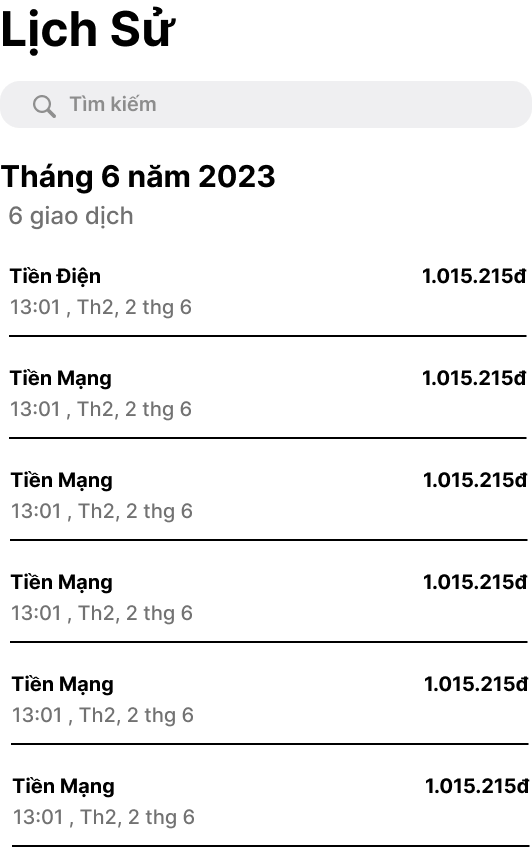 Lịch Sử
Tìm kiếm
Tháng 6 năm 2023
6 giao dịch
Tiền Điện 1.015.215đ
13:01 , Th2, 2 thg 6
Tiền Mạng 1.015.215đ
13:01 , Th2, 2 thg 6
Tiền Mạng 1.015.215đ
13:01 , Th2, 2 thg 6
Tiền Mạng 1.015.215đ
13:01 , Th2, 2 thg 6
Tiền Mạng 1.015.215đ
13:01 , Th2, 2 thg 6
Tiền Mạng 1.015.215đ
13:01 , Th2, 2 thg 6